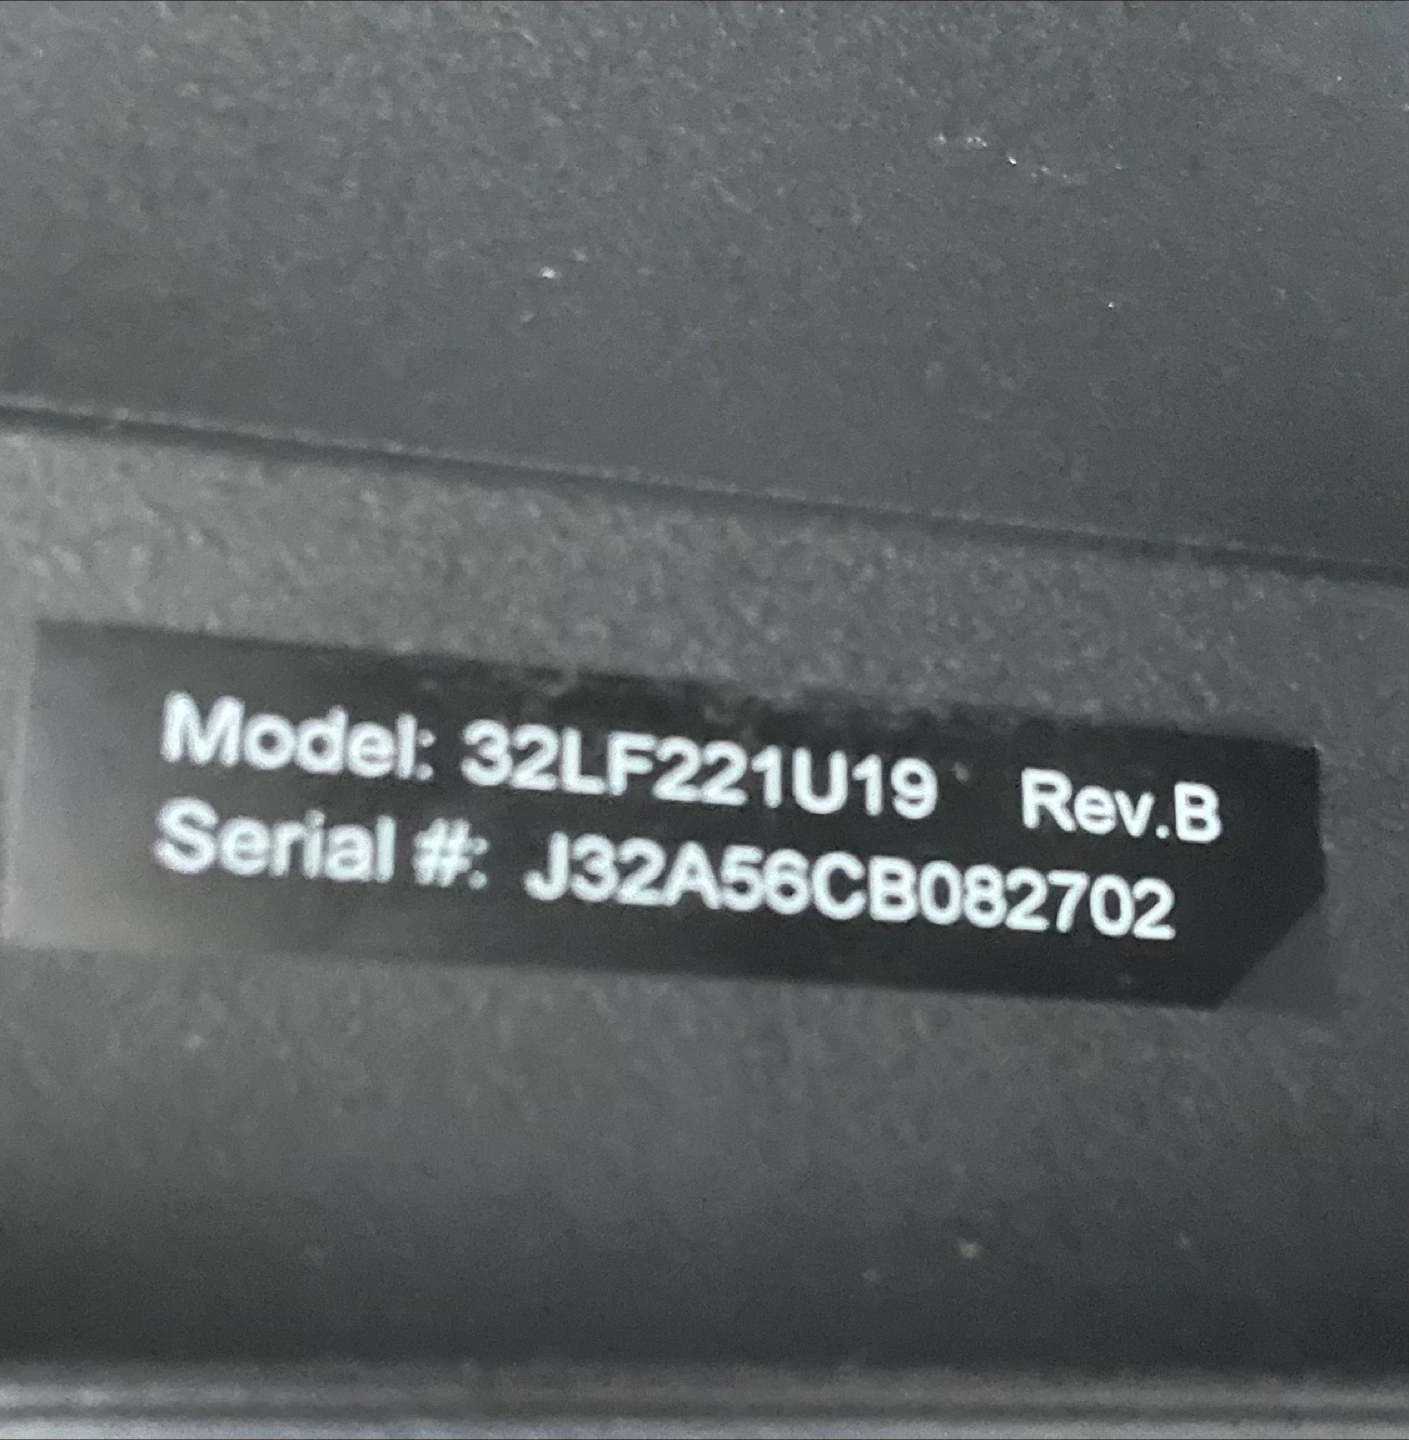 Model: 32LF221U19 Rev.B
Serial #: J32A56CB082702